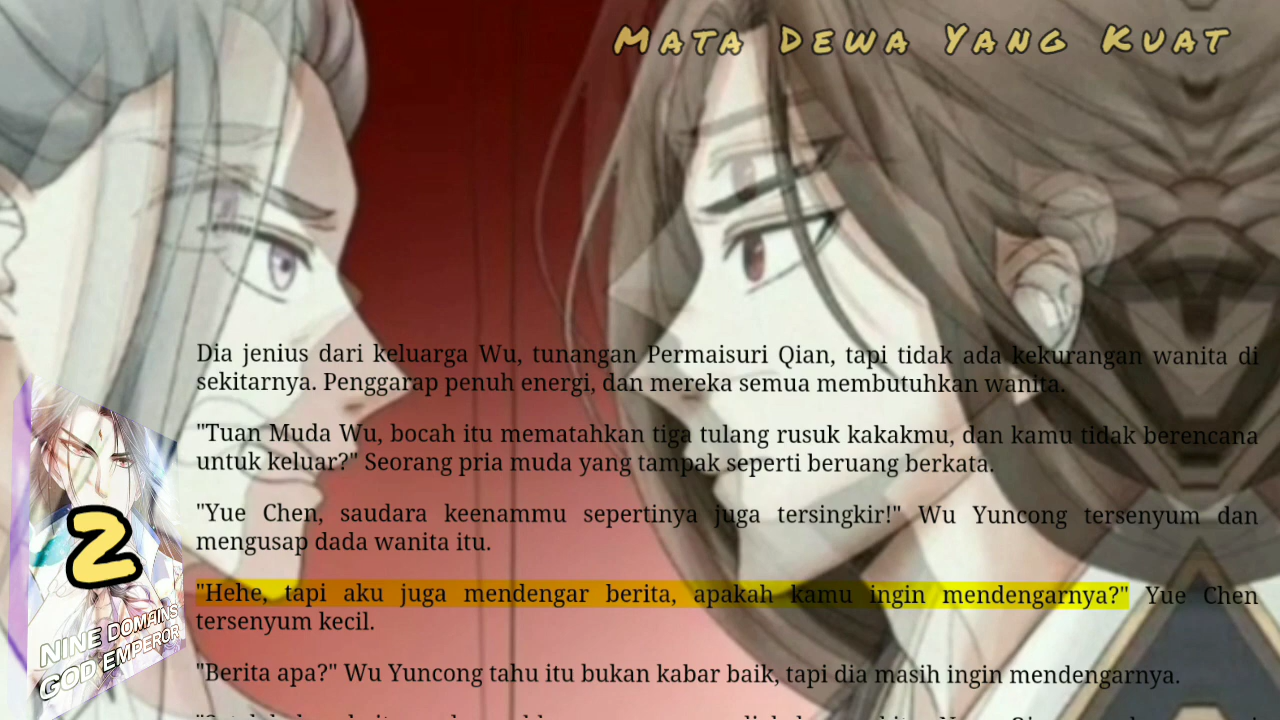 Mata Dewa Yang Kuat
Dia jenius dari keluarga Wu, tunangan Permaisuri Qian, tapi tidak ada kekurangan wanita di
sekitarnya. Penggarap penuh energi, dan mereka semua membutuhkan wanita.
"Tuan Muda Wu, bocah itu mematahkan tiga tulang rusuk kakakmu, dan kamu tidak berencana
untuk keluar?" Seorang pria muda yang tampak seperti beruang berkata.
"Yue Chen, saudara keenammu sepertinya juga tersingkir!" Wu Yuncong tersenyum dan
mengusap dada wanita itu.
"Hehe, tapi aku juga mendengar berita, apakah kamu ingin mendengarnya?" Yue Chen
tersenyum kecil.
"Berita apa?" Wu Yuncong tahu itu bukan kabar baik, tapi dia masih ingin mendengarnya.
2
NINE DOMAINS
GOD EMPEROR